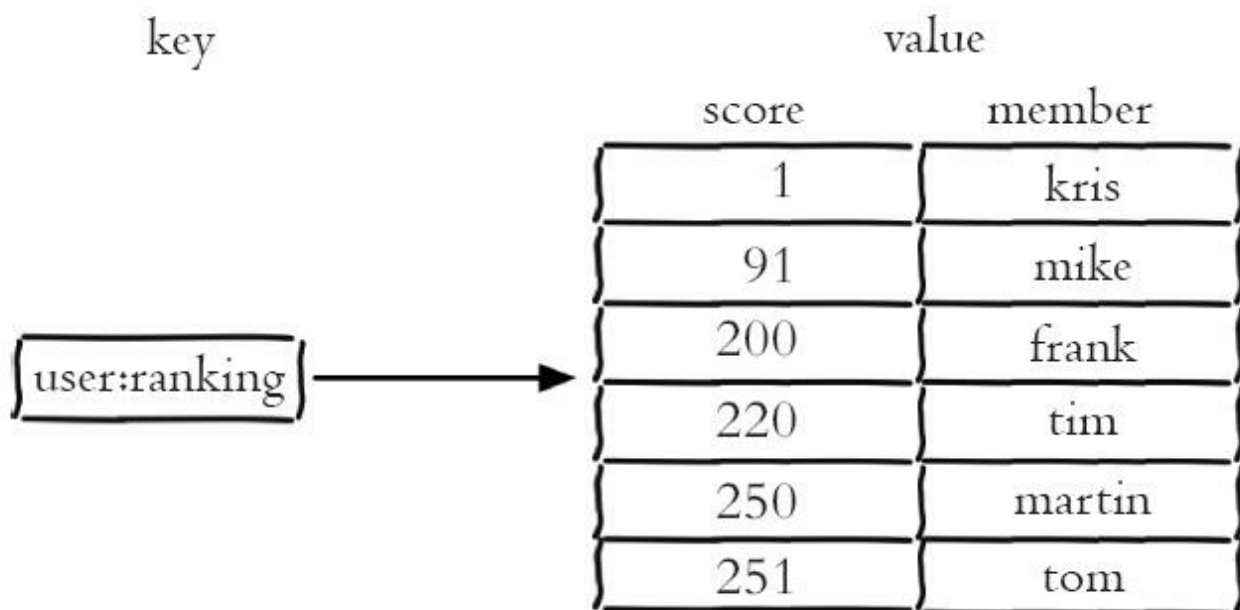 key value
score member
1 kris
91 mike
200 frank
user:ranking
220 tim
250 martin
251 tom